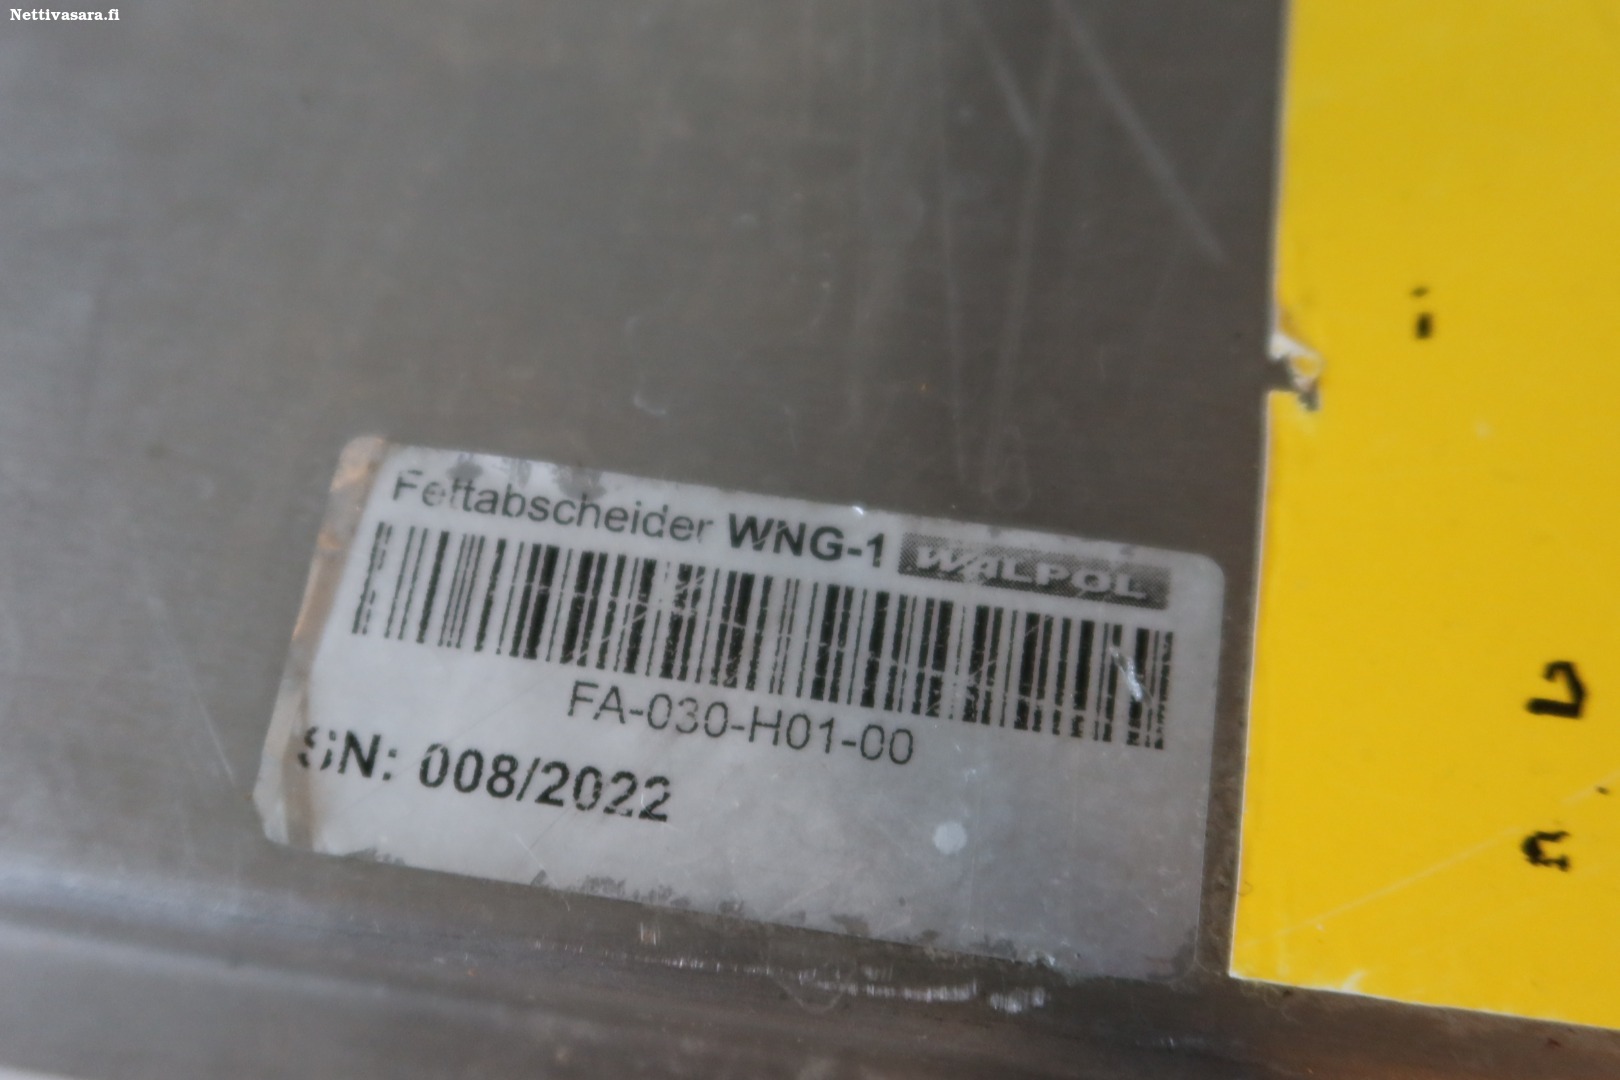 Nettivasara.fi
Fettabscheider WNG-1 WALPOL
FA-030-H01-00
SN: 008/2022